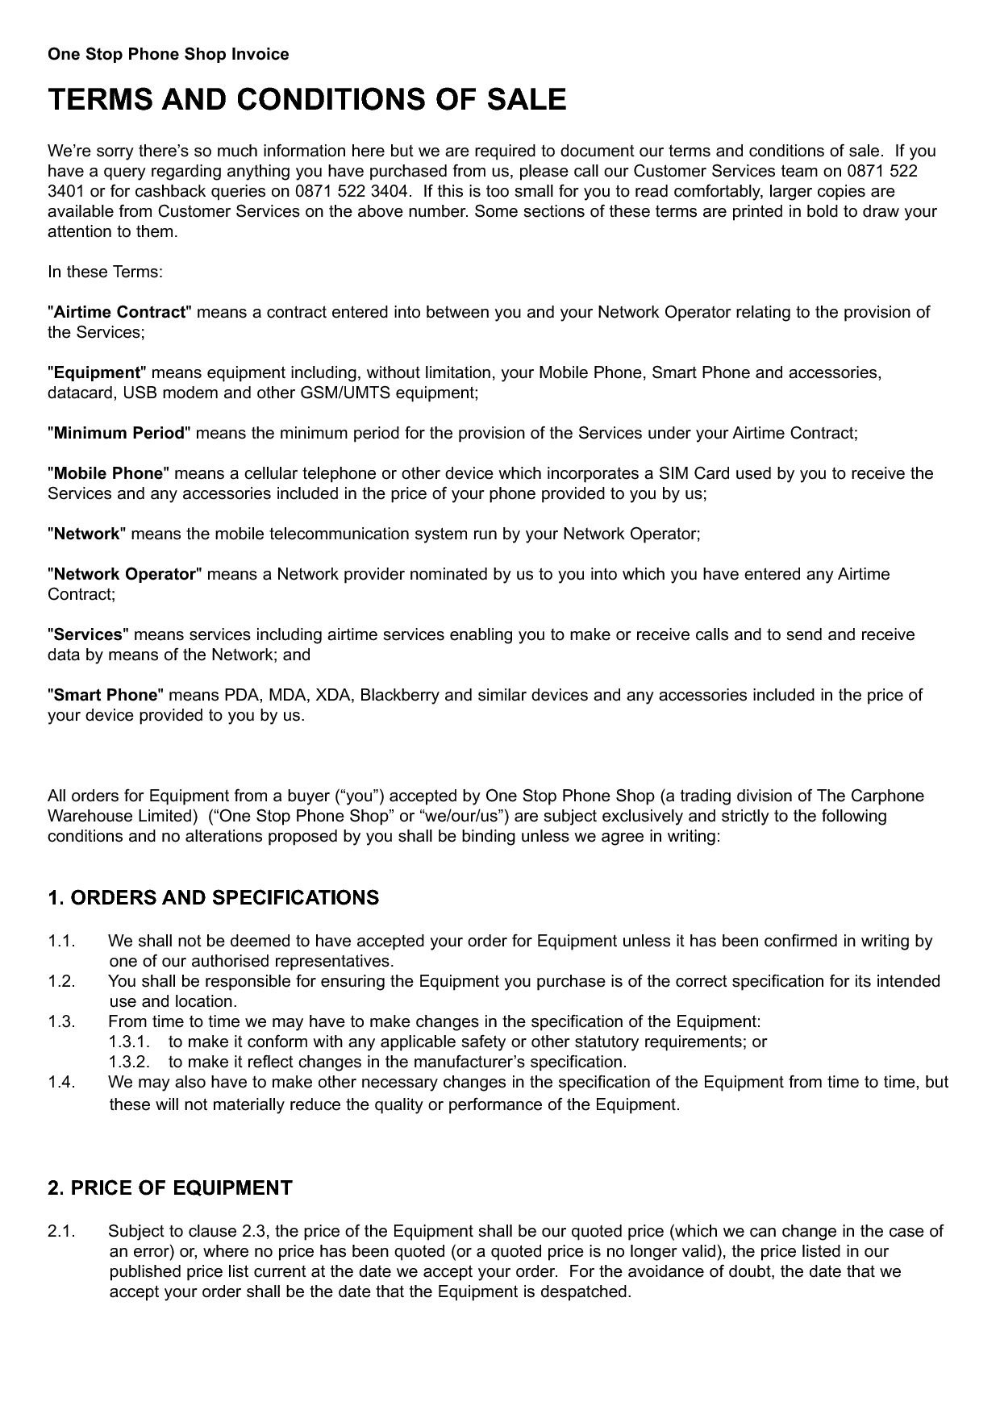 One Stop Phone Shop Invoice
TERMS AND CONDITIONS OF SALE
We’re sorry there’s so much information here but we are required to document our terms and conditions of sale.  If you
have a query regarding anything you have purchased from us, please call our Customer Services team on 0871 522
3401 or for cashback queries on 0871 522 3404.  If this is too small for you to read comfortably, larger copies are
available from Customer Services on the above number. Some sections of these terms are printed in bold to draw your
attention to them.
In these Terms:
"Airtime Contract" means a contract entered into between you and your Network Operator relating to the provision of
the Services;
"Equipment" means equipment including, without limitation, your Mobile Phone, Smart Phone and accessories,
datacard, USB modem and other GSM/UMTS equipment;
"Minimum Period" means the minimum period for the provision of the Services under your Airtime Contract;
"Mobile Phone" means a cellular telephone or other device which incorporates a SIM Card used by you to receive the
Services and any accessories included in the price of your phone provided to you by us;
"Network" means the mobile telecommunication system run by your Network Operator;
"Network Operator" means a Network provider nominated by us to you into which you have entered any Airtime
Contract;
"Services" means services including airtime services enabling you to make or receive calls and to send and receive
data by means of the Network; and
"Smart Phone" means PDA, MDA, XDA, Blackberry and similar devices and any accessories included in the price of
your device provided to you by us.
All orders for Equipment from a buyer (“you”) accepted by One Stop Phone Shop (a trading division of The Carphone
Warehouse Limited)  (“One Stop Phone Shop” or “we/our/us”) are subject exclusively and strictly to the following
conditions and no alterations proposed by you shall be binding unless we agree in writing:
1. ORDERS AND SPECIFICATIONS
1.1. We shall not be deemed to have accepted your order for Equipment unless it has been confirmed in writing by
one of our authorised representatives.
1.2. You shall be responsible for ensuring the Equipment you purchase is of the correct specification for its intended
use and location.
1.3. From time to time we may have to make changes in the specification of the Equipment:
1.3.1. to make it conform with any applicable safety or other statutory requirements; or
1.3.2. to make it reflect changes in the manufacturer’s specification.
1.4. We may also have to make other necessary changes in the specification of the Equipment from time to time, but
these will not materially reduce the quality or performance of the Equipment.
2. PRICE OF EQUIPMENT
2.1. Subject to clause 2.3, the price of the Equipment shall be our quoted price (which we can change in the case of
an error) or, where no price has been quoted (or a quoted price is no longer valid), the price listed in our
published price list current at the date we accept your order.  For the avoidance of doubt, the date that we
accept your order shall be the date that the Equipment is despatched.